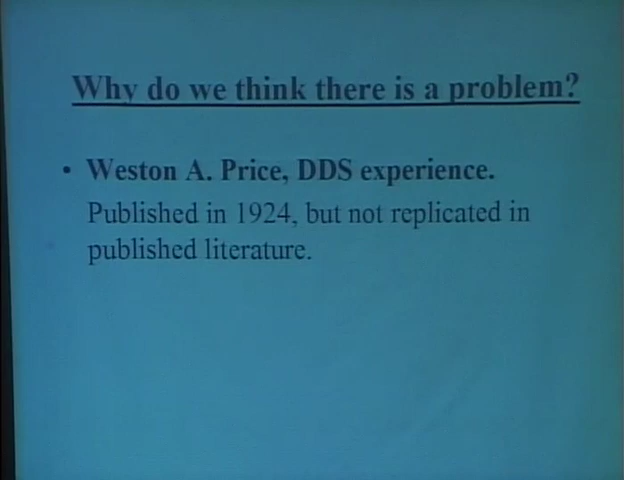 Why do we think there is a problem?
• Weston A. Price, DDS experience.
Published in 1924, but not replicated in
published literature.